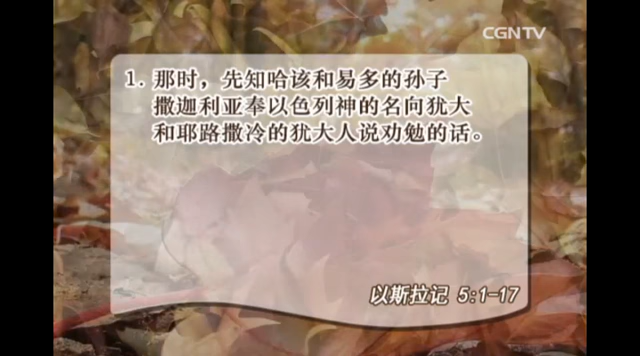 CGNTV
1. 那时，先知哈该和易多的孙子
撒迦利亚奉以色列神的名向犹大
和耶路撒冷的犹大人说劝勉的话。
以斯拉记 5:1-17